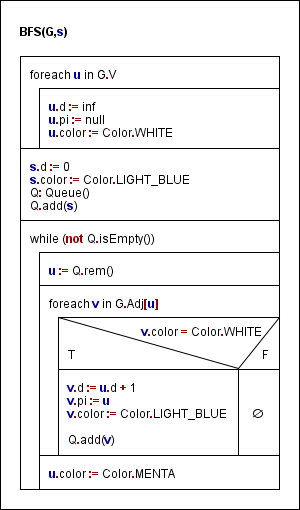 BFS(G,s)
foreach u in G.V
u.d := inf
u.pi := null
u.color := Color.WHITE
s.d := 0
s.color := Color.LIGHT_BLUE
Q: Queue()
Q.add(s)
while (not Q.isEmpty())
u := Q.rem()
foreach v in G.Adj[u]
v.color = Color.WHITE
T F
v.d := u.d + 1
v.pi := u
v.color := Color.LIGHT_BLUE
Q.add(v)
∅
u.color := Color.MENTA